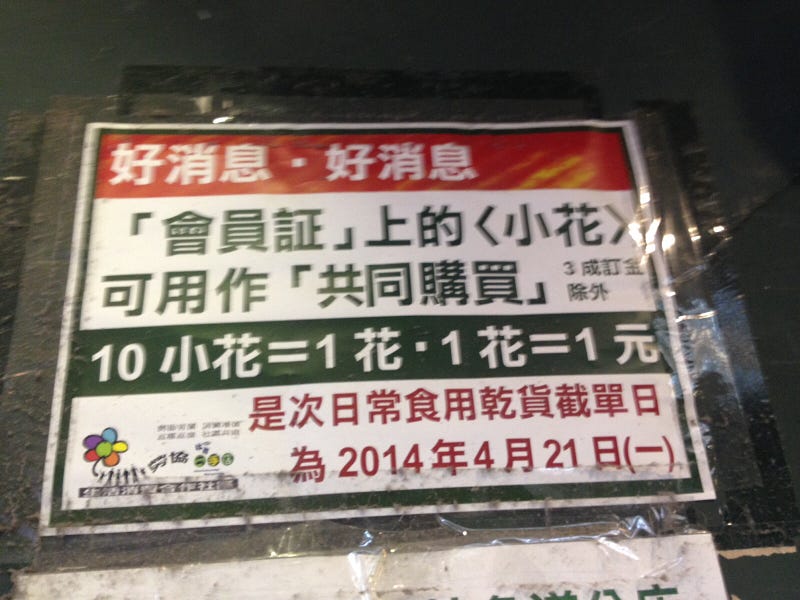 好消息·好消息
「會員証」上的〈小花〉
可用作「共同購買」
3成訂金
除外
10小花=1花·1花=1元
是次日常食用乾貨截單日
為2014年4月21日(一)
勞協